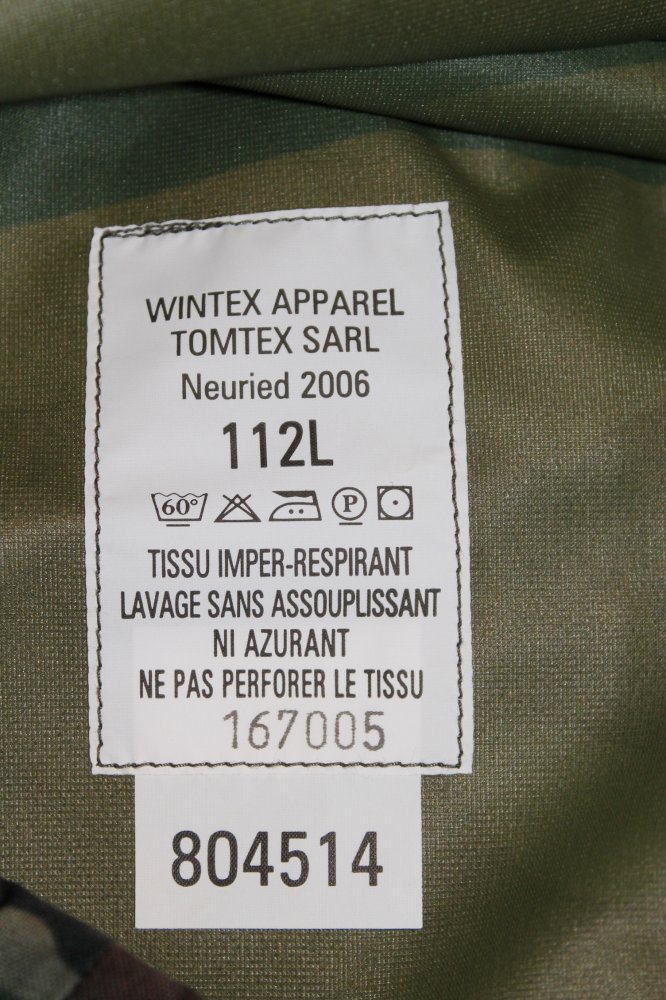 WINTEX APPAREL
TOMTEX SARL
Neuried 2006
112L
60°
P
TISSU IMPER-RESPIRANT
LAVAGE SANS ASSOUPLISSANT
NI AZURANT
NE PAS PERFORER LE TISSU
167005
804514